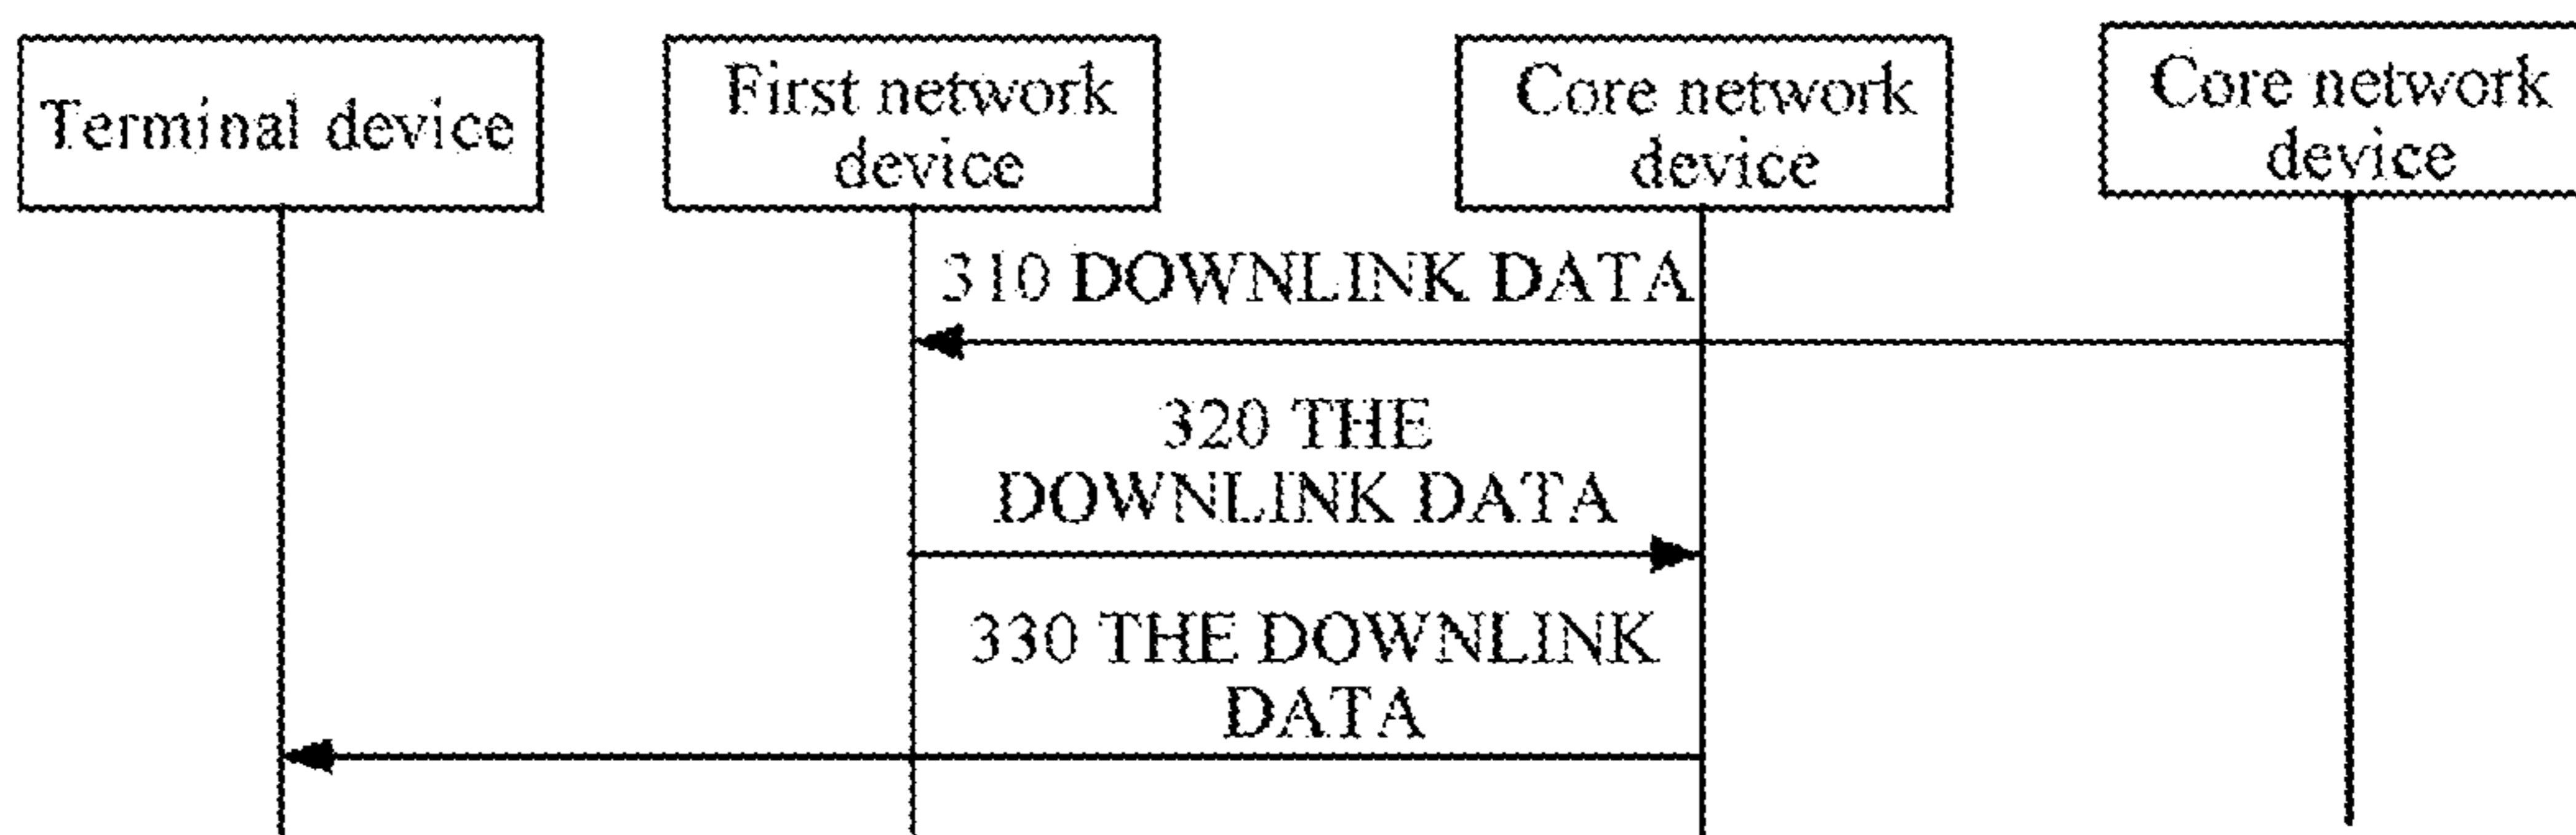 Terminal device
First network
device
Core network
device
Core network
device
310 DOWNLINK DATA
320 THE
DOWNLINK DATA
330 THE DOWNLINK
DATA